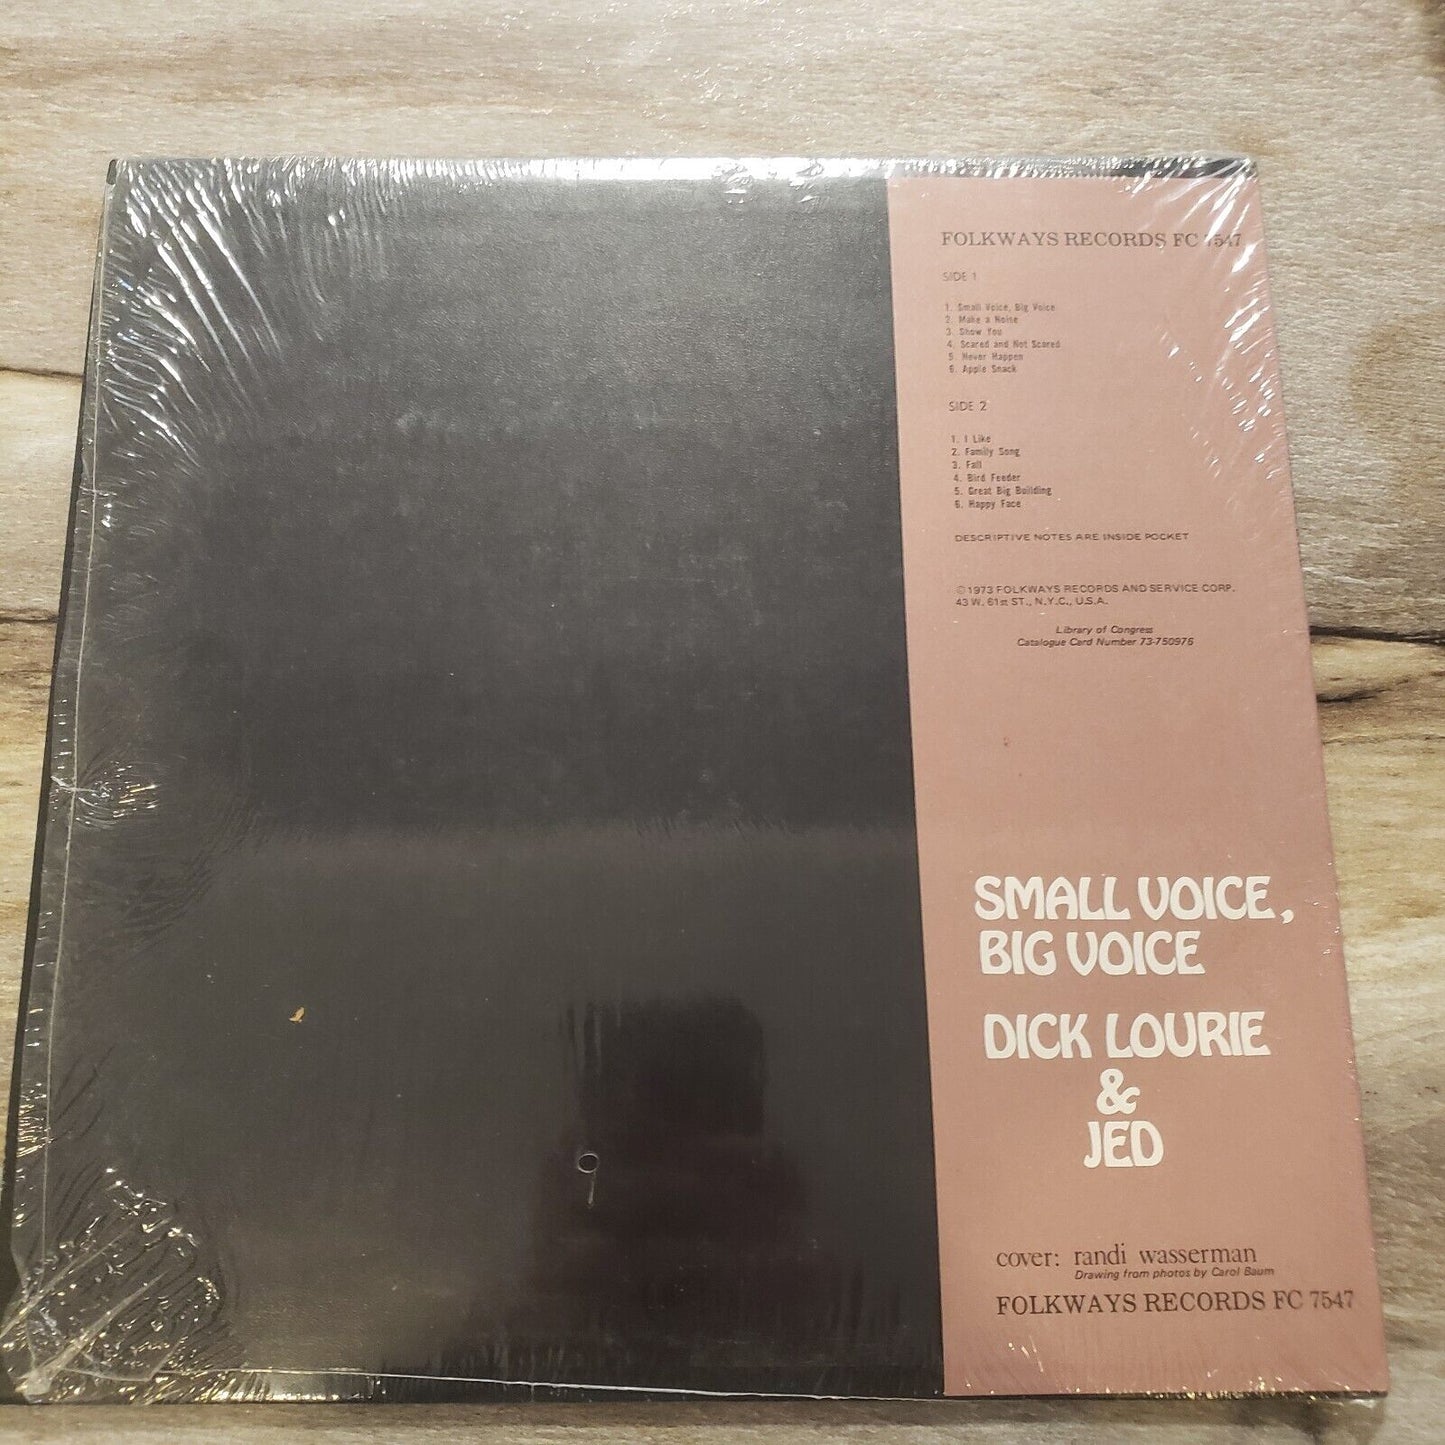 FOLKWAYS RECORDS FC 7547
SIDE 1
1. Small Voice, Big Voice
2. Make a Noise
3. Show You
4. Scared and Not Scared
5. Never Happen
6. Apple Snack
SIDE 2
1. I Like
2. Family Song
3. Fall
4. Bird Feeder
5. Great Big Building
6. Happy Face
DESCRIPTIVE NOTES ARE INSIDE POCKET
©1973 FOLKWAYS RECORDS AND SERVICE CORP.
43 W. 61st ST., N.Y.C., U.S.A.
Library of Congress
Catalogue Card Number 73-750976
SMALL VOICE,
BIG VOICE
DICK LOURIE
&
JED
cover: randi wasserman
Drawing from photos by Carol Baum
FOLKWAYS RECORDS FC 7547